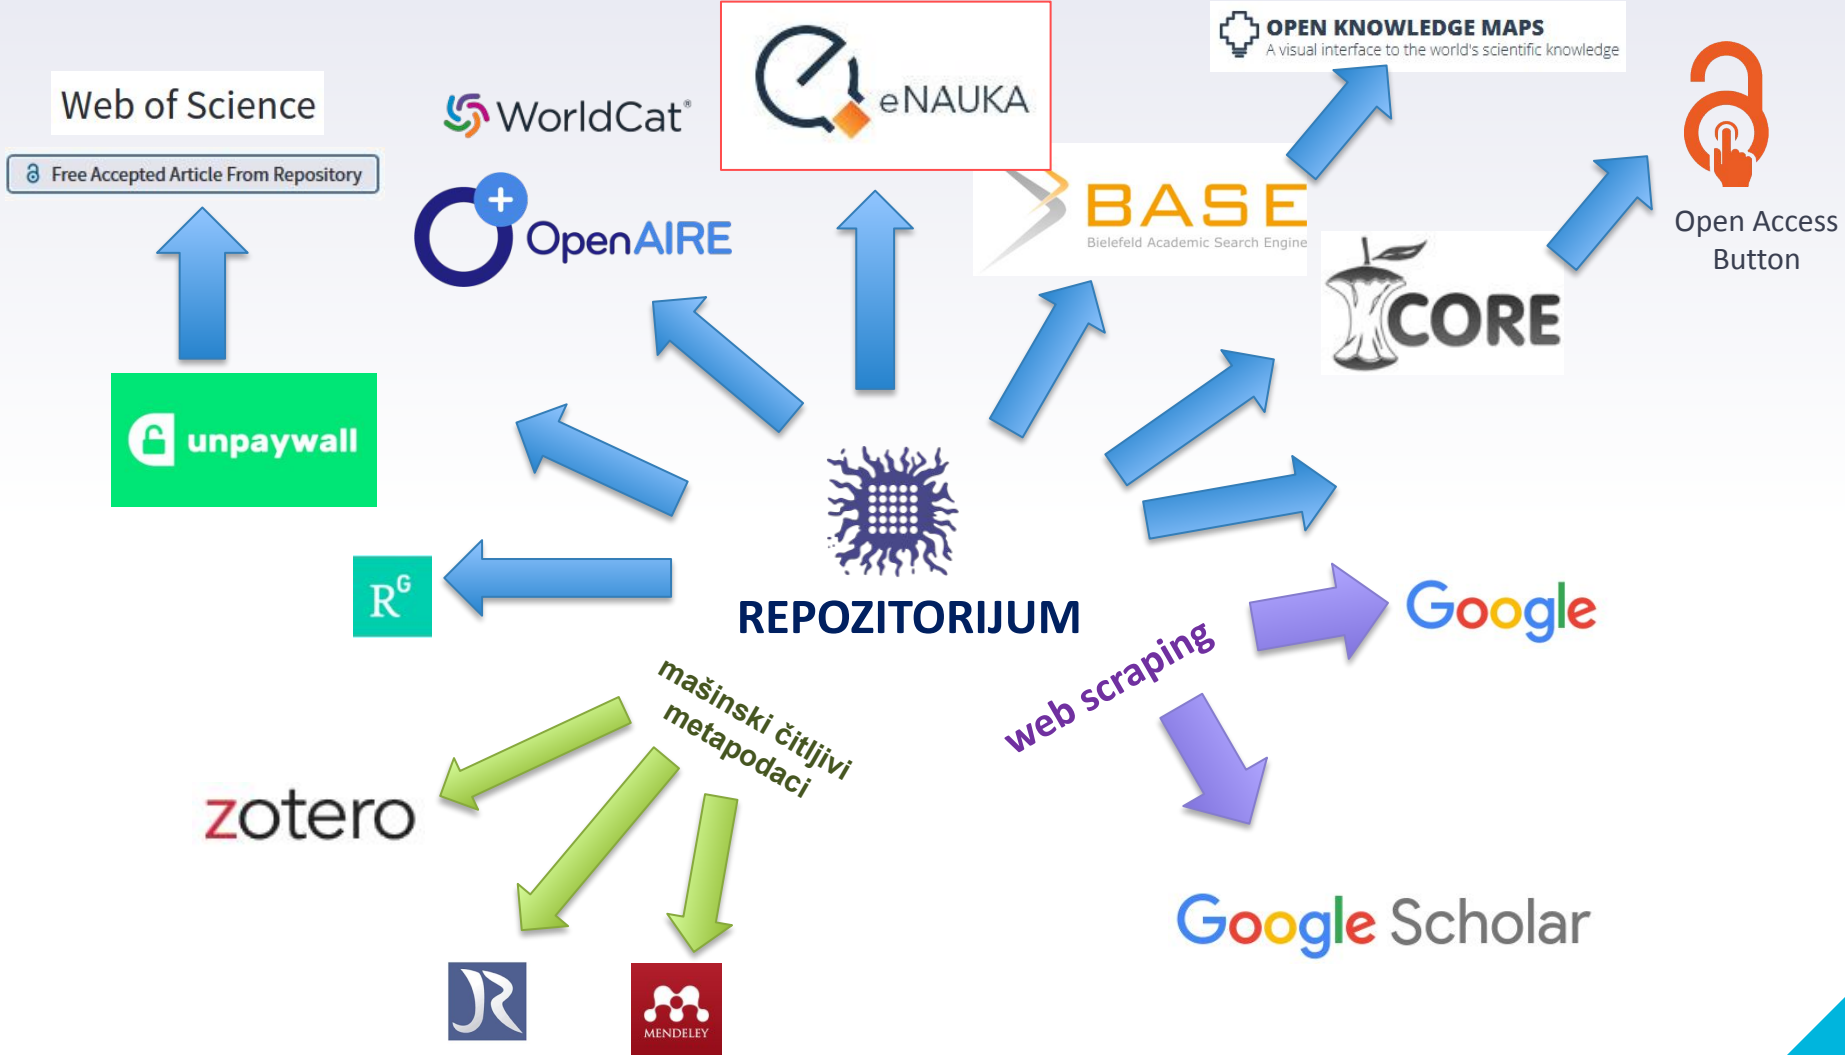 OPEN KNOWLEDGE MAPS
A visual interface to the world's scientific knowledge
Web of Science
WorldCat®
eNAUKA
Free Accepted Article From Repository
OpenAIRE
BASE
Bielefeld Academic Search Engine
Open Access
Button
CORE
unpaywall
RG
REPOZITORIJUM
Google
web scraping
mašinski čitljivi
metapodaci
zotero
Google Scholar
JR
MENDELEY